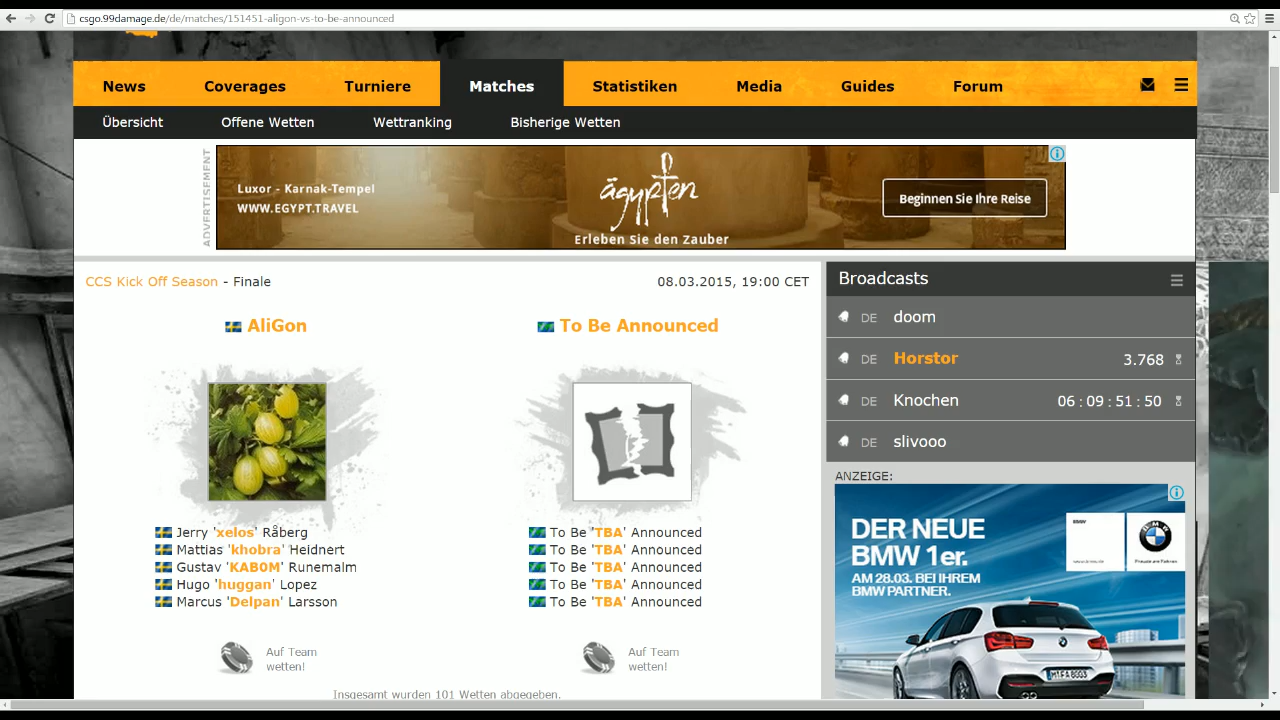 csgo.99damage.de/de/matches/151451-aligon-vs-to-be-announced
News Coverages Turniere Matches Statistiken Media Guides Forum
Übersicht Offene Wetten Wettranking Bisherige Wetten
ADVERTISEMENT
Luxor - Karnak-Tempel
WWW.EGYPT.TRAVEL
ägypten
Erleben Sie den Zauber
Beginnen Sie Ihre Reise
CCS Kick Off Season - Finale 08.03.2015, 19:00 CET
AliGon To Be Announced
Jerry 'xelos' Råberg
Mattias 'khobra' Heidnert
Gustav 'KAB0M' Runemalm
Hugo 'huggan' Lopez
Marcus 'Delpan' Larsson
To Be 'TBA' Announced
To Be 'TBA' Announced
To Be 'TBA' Announced
To Be 'TBA' Announced
To Be 'TBA' Announced
Auf Team
wetten!
Auf Team
wetten!
Insgesamt wurden 101 Wetten abgegeben.
Broadcasts
DE doom
DE Horstor 3.768
DE Knochen 06 : 09 : 51 : 50
DE slivooo
ANZEIGE:
DER NEUE
BMW 1er.
AM 28.03. BEI IHREM
BMW PARTNER.
BMW
Freude am Fahren